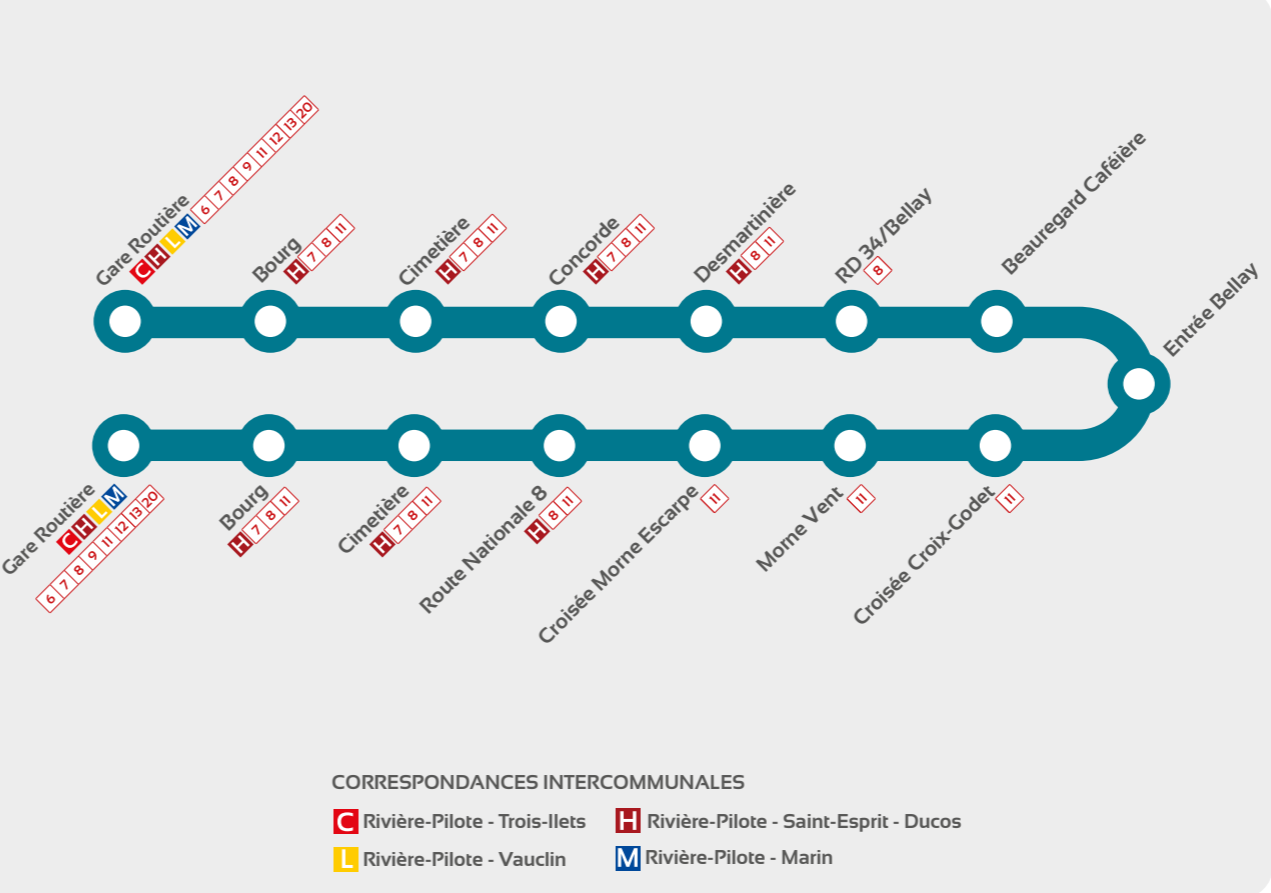 Gare Routière
C H L M 6 7 8 9 11 12 13 20
Bourg
H 7 8 11
Cimetière
H 7 8 11
Concorde
H 7 8 11
Desmartinière
H 8 11
RD 34/Bellay
8
Beauregard Caféière
Entrée Bellay
Gare Routière
C H L M
6 7 8 9 11 12 13 20
Bourg
H 7 8 11
Cimetière
H 7 8 11
Route Nationale 8
H 8 11
Croisée Morne Escarpe
11
Morne Vent
11
Croisée Croix-Godet
11
CORRESPONDANCES INTERCOMMUNALES
C Rivière-Pilote - Trois-Ilets
H Rivière-Pilote - Saint-Esprit - Ducos
L Rivière-Pilote - Vauclin
M Rivière-Pilote - Marin